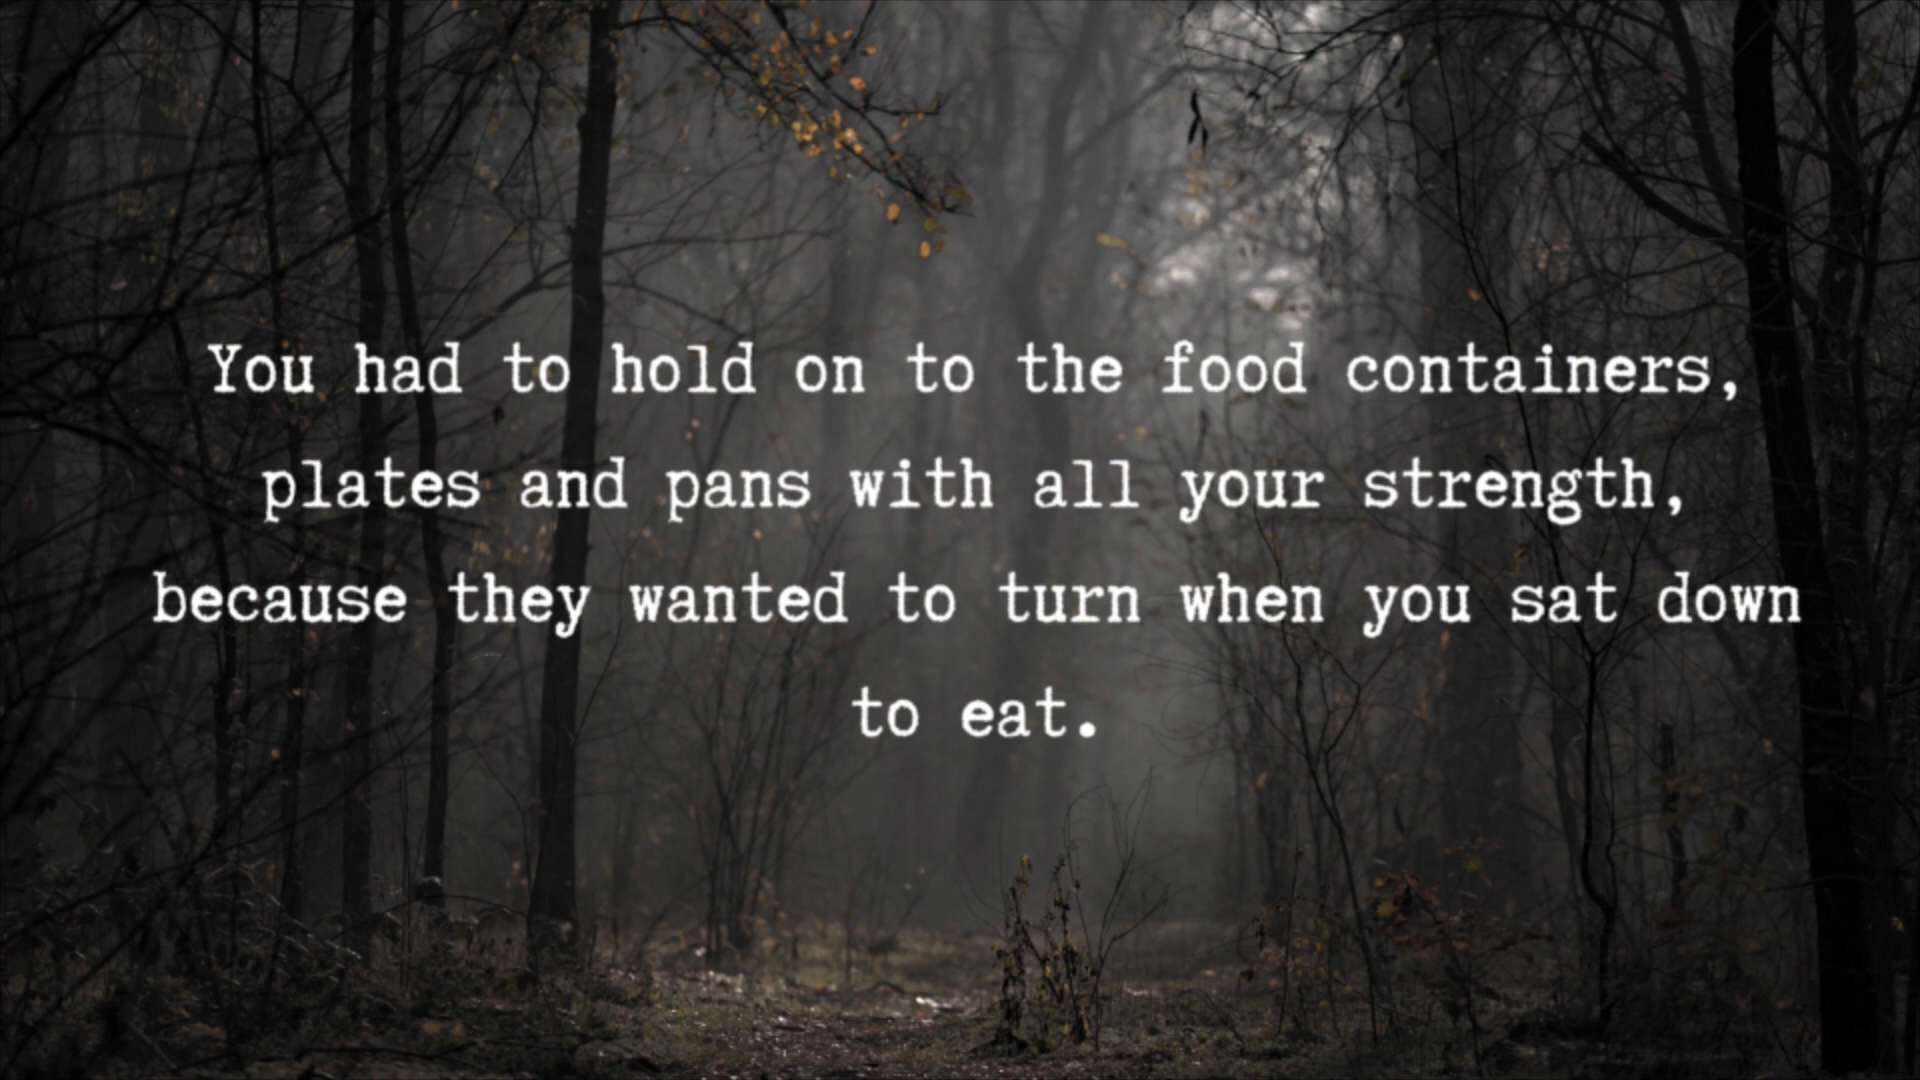 You had to hold on to the food containers,
plates and pans with all your strength,
because they wanted to turn when you sat down
to eat.